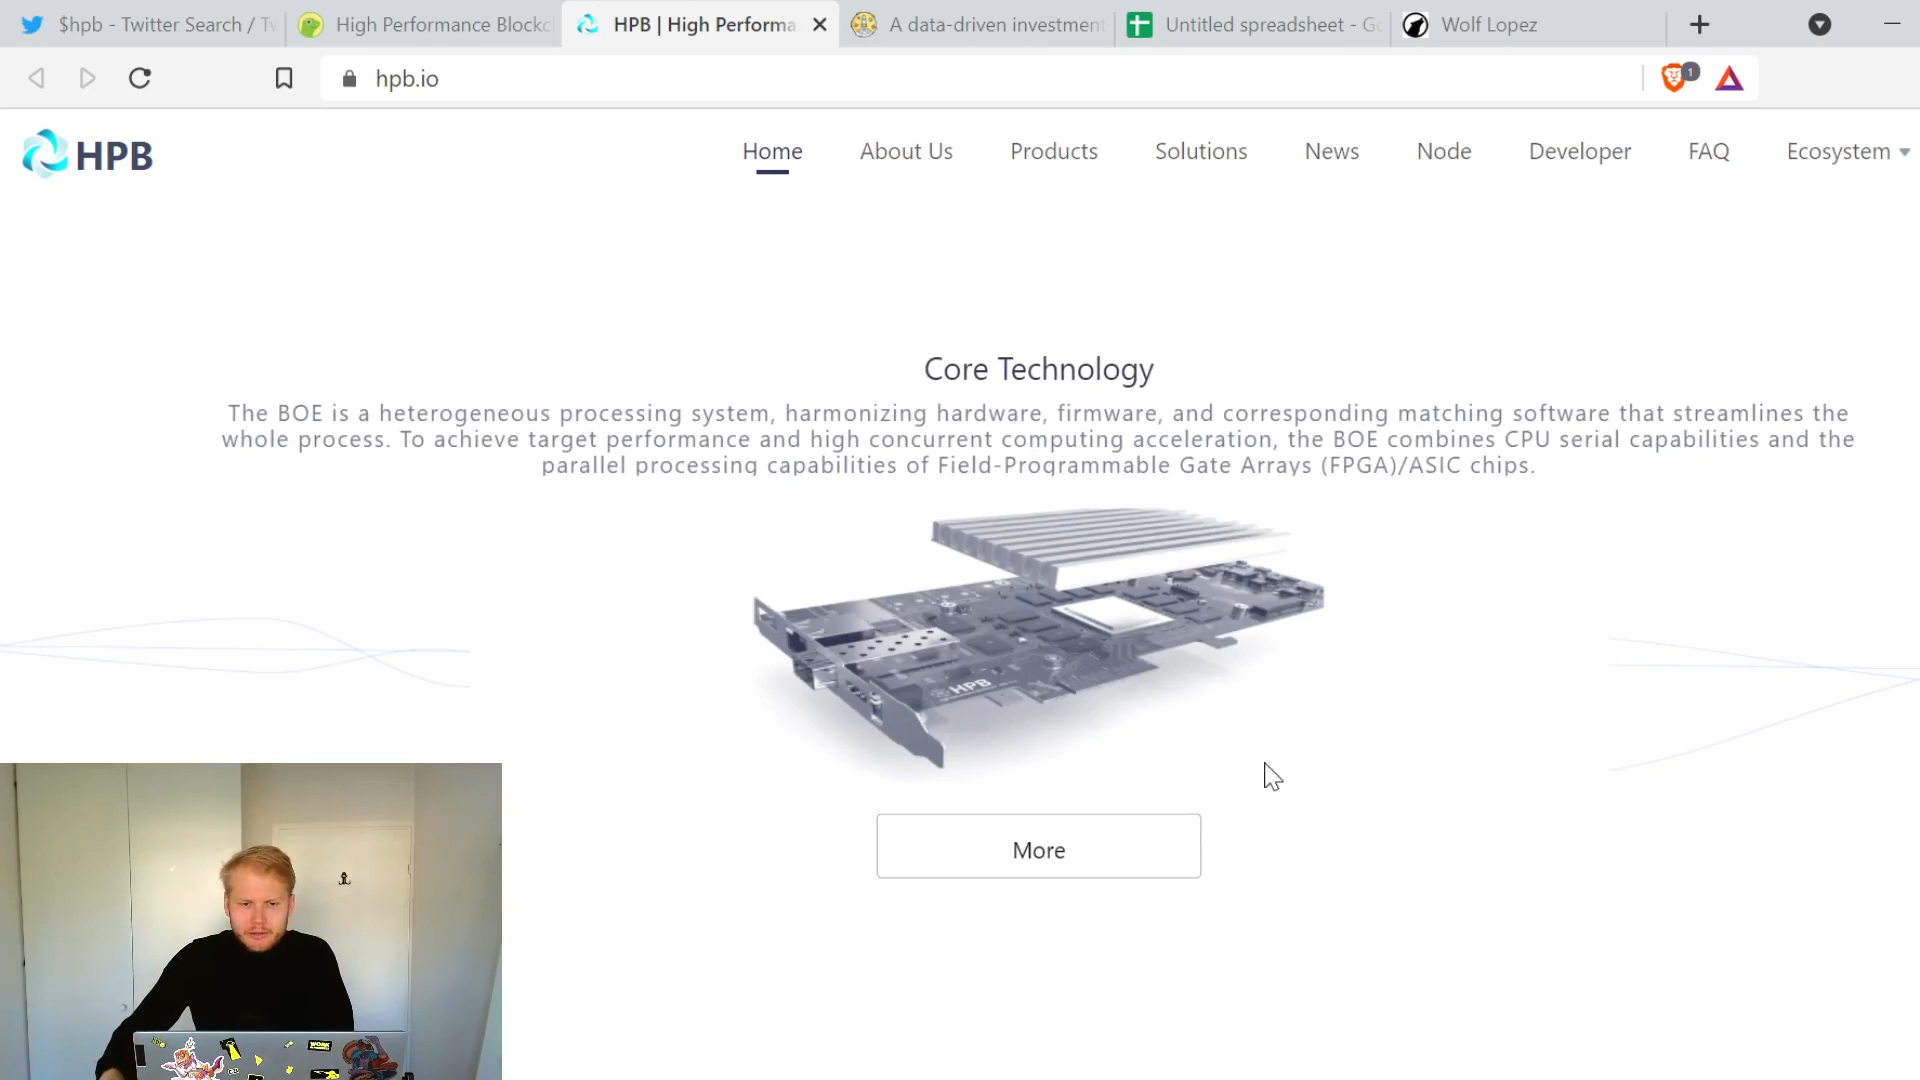 $hpb - Twitter Search / Tw
High Performance Blockc
HPB | High Performa
A data-driven investment
Untitled spreadsheet - Go
Wolf Lopez
hpb.io
1
HPB
Home
About Us
Products
Solutions
News
Node
Developer
FAQ
Ecosystem
Core Technology
The BOE is a heterogeneous processing system, harmonizing hardware, firmware, and corresponding matching software that streamlines the
whole process. To achieve target performance and high concurrent computing acceleration, the BOE combines CPU serial capabilities and the
parallel processing capabilities of Field-Programmable Gate Arrays (FPGA)/ASIC chips.
HPB
More